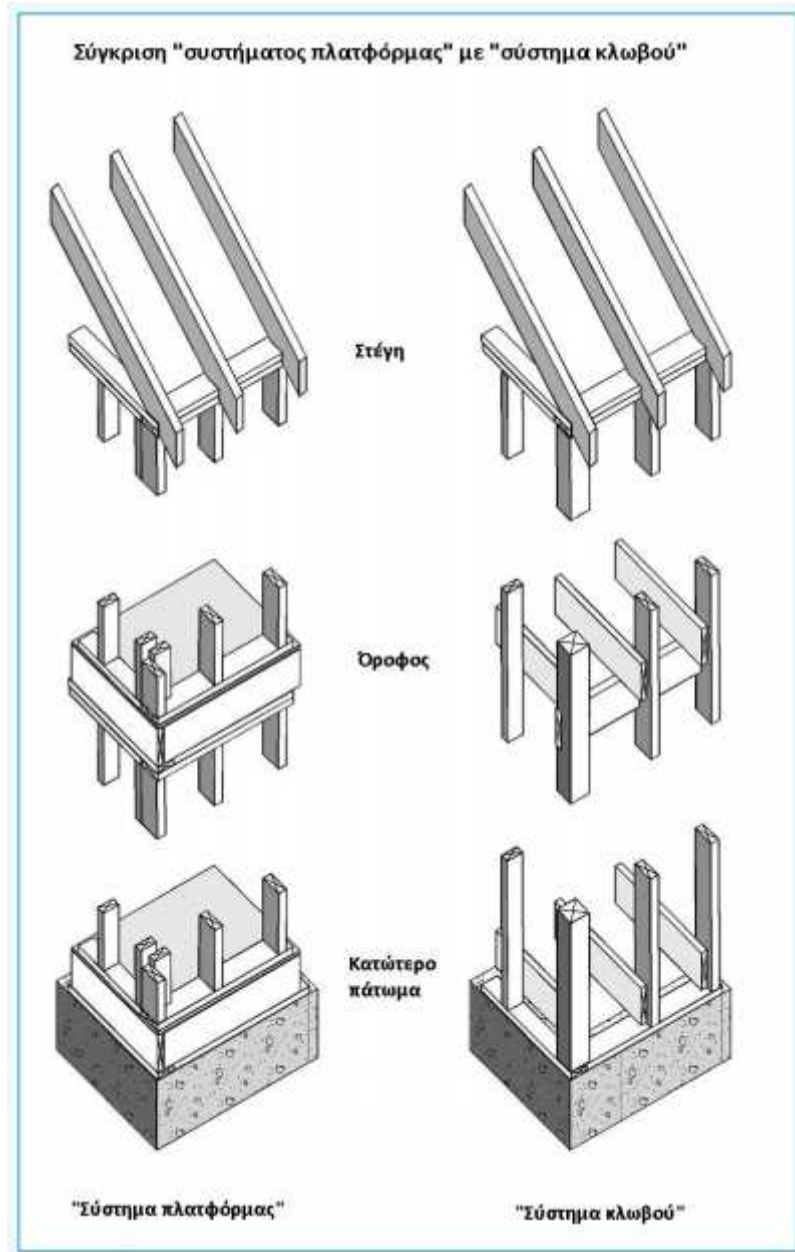 Σύγκριση "συστήματος πλατφόρμας" με "σύστημα κλωβού"
Στέγη
Όροφος
Κατώτερο
πάτωμα
"Σύστημα πλατφόρμας"
"Σύστημα κλωβού"